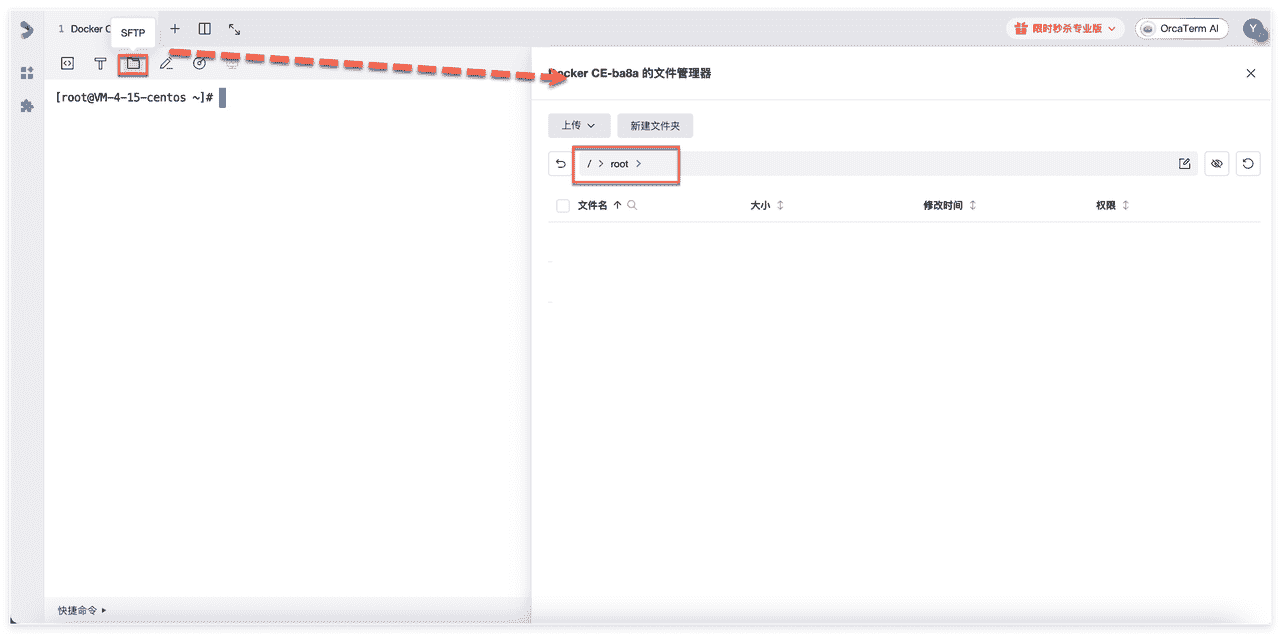 1 Docker C
SFTP
限时秒杀专业版
OrcaTerm AI
Y
[root@VM-4-15-centos ~]#
Docker CE-ba8a 的文件管理器
上传
新建文件夹
/ > root >
文件名
大小
修改时间
权限
快捷命令